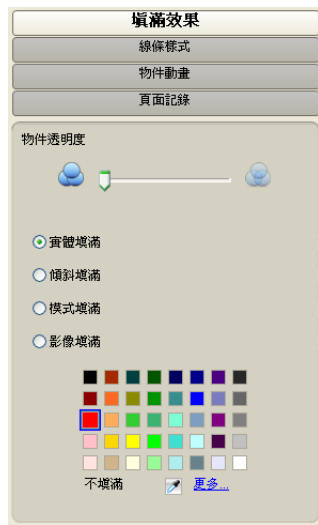 填滿效果
線條樣式
物件動畫
頁面記錄
物件透明度
實體填滿
傾斜填滿
模式填滿
影像填滿
不填滿 更多...